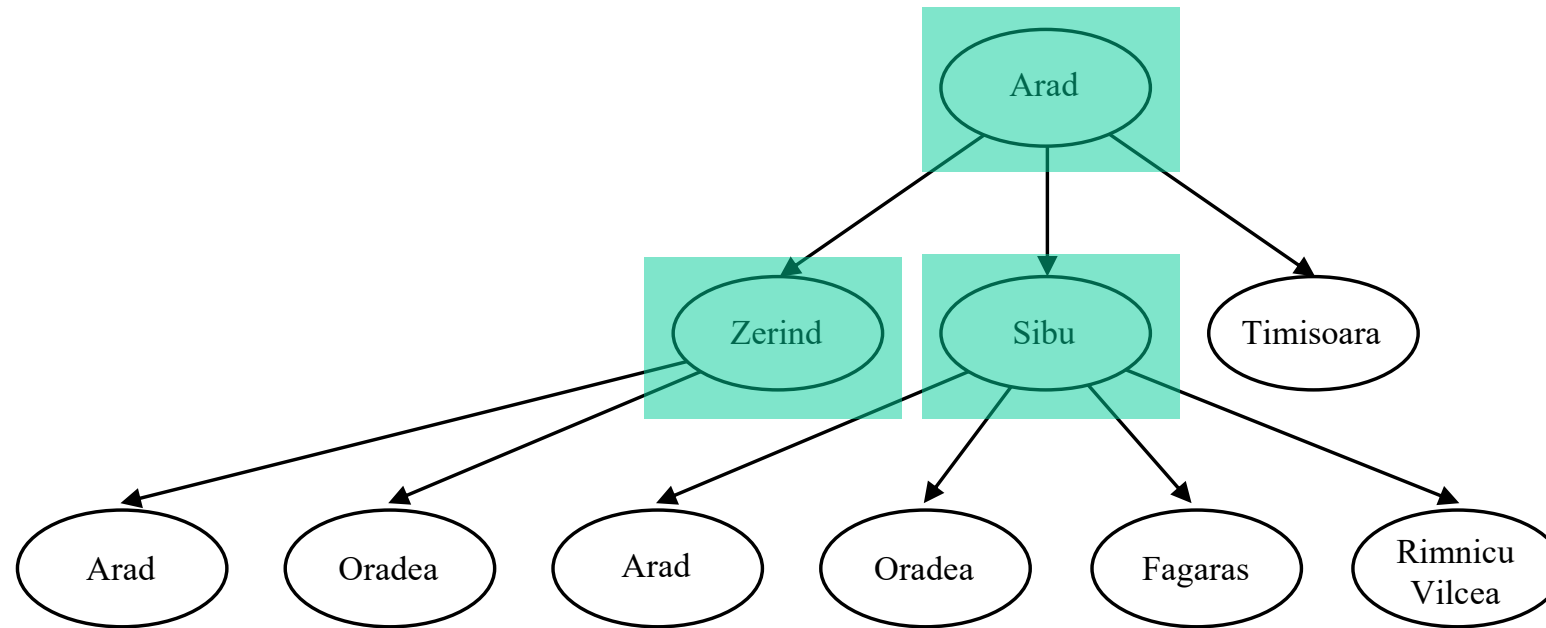 Arad
Zerind
Sibu
Timisoara
Arad
Oradea
Arad
Oradea
Fagaras
Rimnicu
Vilcea